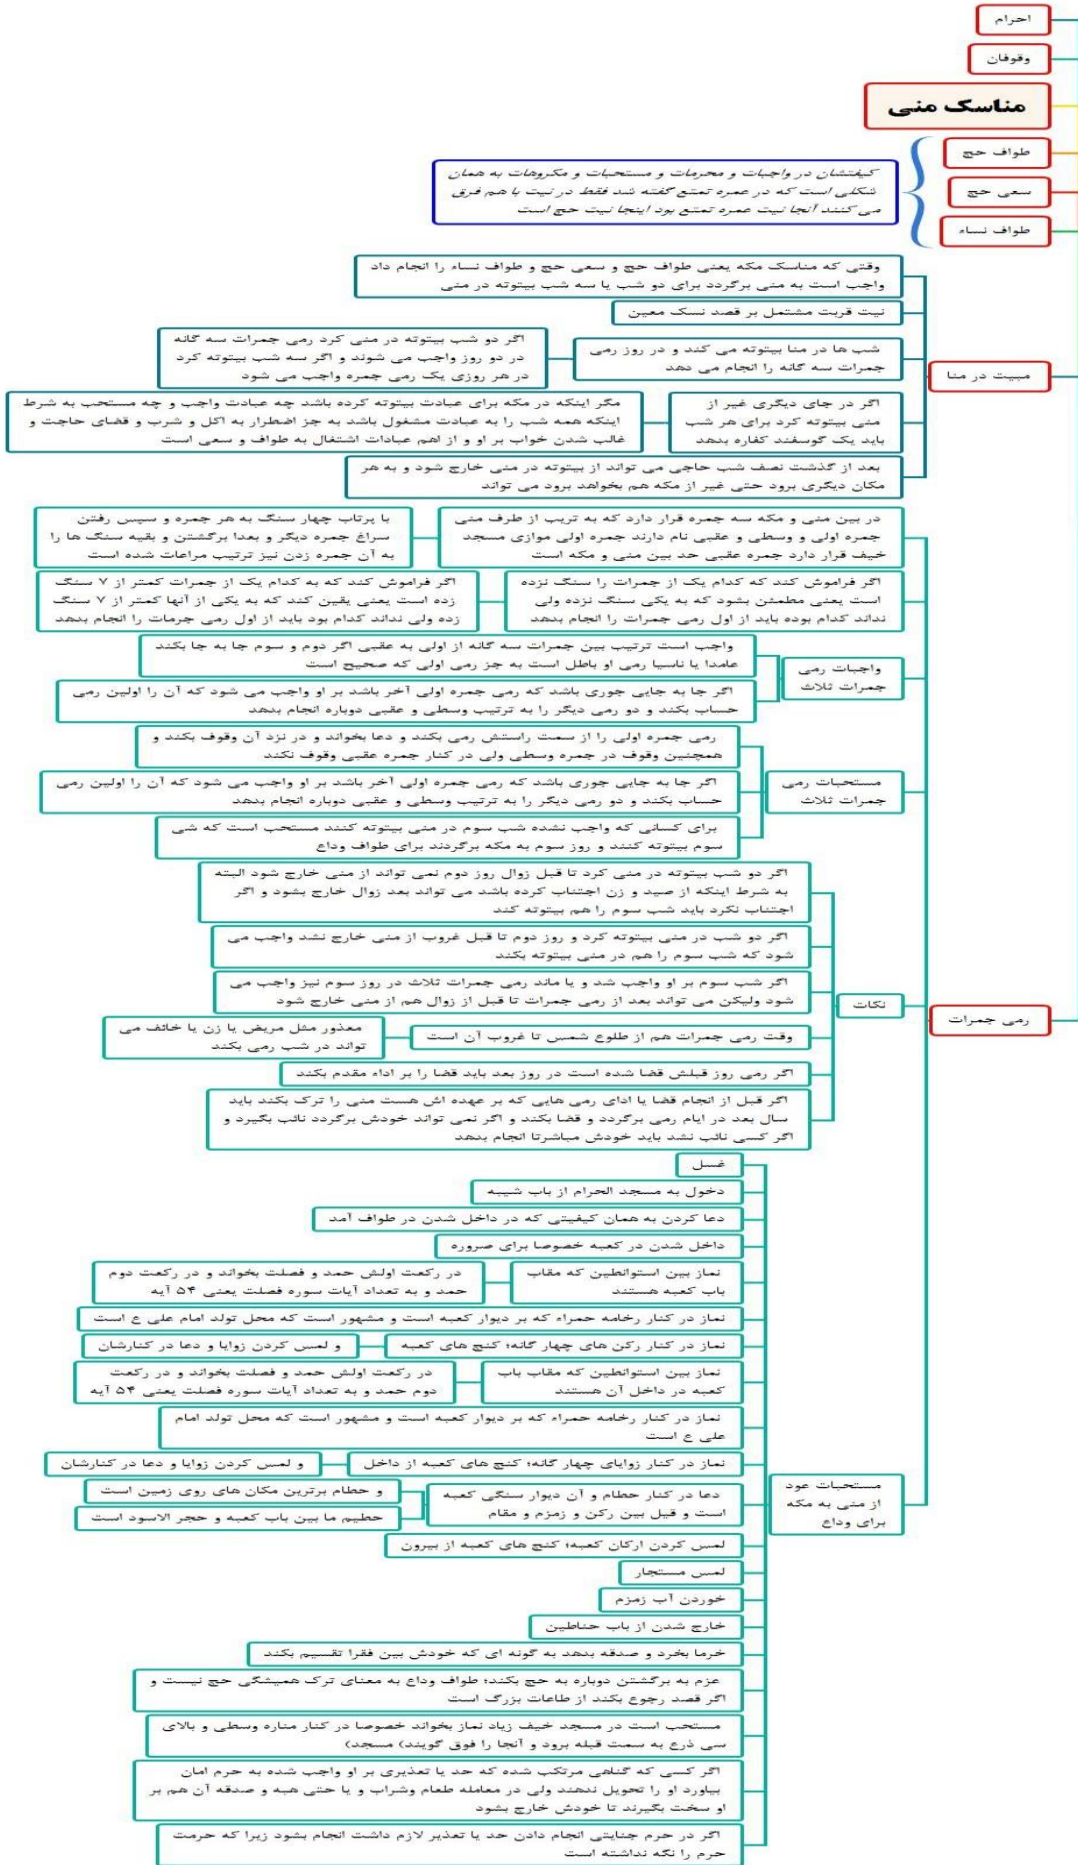 احرام
وقوفان
مناسک منی
طواف حج
سعی حج
طواف نساء
کیفتشان در واجبات و محرمات و مستحبات و مکروهات به همان
شکلی است که در عمره تمتع گفته شد فقط در نیت با هم فرق
می کنند آنجا نیت عمره تمتع بود اینجا نیت حج است
مبیت در منا
وقتی که مناسک مکه یعنی طواف حج و سعی حج و طواف نساء را انجام داد
واجب است به منی برگردد برای دو شب یا سه شب بیتوته در منی
نیت قربت مشتمل بر قصد نسک معین
شب ها در منا بیتوته می کند و در روز رمی
جمرات سه گانه را انجام می دهد
اگر دو شب بیتوته در منی کرد رمی جمرات سه گانه
در دو روز واجب می شوند و اگر سه شب بیتوته کرد
در هر روزی یک رمی جمره واجب می شود
اگر در جای دیگری غیر از
منی بیتوته کرد برای هر شب
باید یک گوسفند کفاره بدهد
مگر اینکه در مکه برای عبادت بیتوته کرده باشد چه عبادت واجب و چه مستحب به شرط
اینکه همه شب را به عبادت مشغول باشد به جز اضطرار به اکل و شرب و قضای حاجت و
غالب شدن خواب بر او و از اهم عبادات اشتغال به طواف و سعی است
بعد از گذشت نصف شب حاجی می تواند از بیتوته در منی خارج شود و به هر
مکان دیگری برود حتی غیر از مکه هم بخواهد برود می تواند
رمی جمرات
در بین منی و مکه سه جمره قرار دارد که به تریب از طرف منی
جمره اولی و وسطی و عقبی نام دارند جمره اولی موازی مسجد
خیف قرار دارد جمره عقبی حد بین منی و مکه است
با پرتاب چهار سنگ به هر جمره و سپس رفتن
سراغ جمره دیگر و بعدا برگشتن و بقیه سنگ ها را
به آن جمره زدن نیز ترتیب مراعات شده است
اگر فراموش کند که کدام یک از جمرات را سنگ نزده
است یعنی مطمئن بشود که به یکی سنگ نزده ولی
نداند کدام بوده باید از اول رمی جمرات را انجام بدهد
اگر فراموش کند که به کدام یک از جمرات کمتر از ۷ سنگ
زده است یعنی یقین کند که به یکی از آنها کمتر از ۷ سنگ
زده ولی نداند کدام بود باید از اول رمی جرمات را انجام بدهد
واجبات رمی
جمرات ثلاث
واجب است ترتیب بین جمرات سه گانه از اولی به عقبی اگر دوم و سوم جا به جا بکند
عامدا یا ناسیا رمی او باطل است به جز رمی اولی که صحیح است
اگر جا به جایی جوری باشد که رمی جمره اولی آخر باشد بر او واجب می شود که آن را اولین رمی
حساب بکند و دو رمی دیگر را به ترتیب وسطی و عقبی دوباره انجام بدهد
مستحبات رمی
جمرات ثلاث
رمی جمره اولی را از سمت راستش رمی بکند و دعا بخواند و در نزد آن وقوف بکند و
همچنین وقوف در جمره وسطی ولی در کنار جمره عقبی وقوف نکند
اگر جا به جایی جوری باشد که رمی جمره اولی آخر باشد بر او واجب می شود که آن را اولین رمی
حساب بکند و دو رمی دیگر را به ترتیب وسطی و عقبی دوباره انجام بدهد
برای کسانی که واجب نشده شب سوم در منی بیتوته کنند مستحب است که شی
سوم بیتوته کنند و روز سوم به مکه برگردند برای طواف وداع
نکات
اگر دو شب بیتوته در منی کرد تا قبل زوال روز دوم نمی تواند از منی خارج شود البته
به شرط اینکه از صید و زن اجتناب کرده باشد می تواند بعد زوال خارج بشود و اگر
اجتناب نکرد باید شب سوم را هم بیتوته کند
اگر دو شب در منی بیتوته کرد و روز دوم تا قبل غروب از منی خارج نشد واجب می
شود که شب سوم را هم در منی بیتوته بکند
اگر شب سوم بر او واجب شد و یا ماند رمی جمرات ثلاث در روز سوم نیز واجب می
شود ولیکن می تواند بعد از رمی جمرات تا قبل از زوال هم از منی خارج شود
وقت رمی جمرات هم از طلوع شمس تا غروب آن است
معذور مثل مریض یا زن یا خائف می
تواند در شب رمی بکند
اگر رمی روز قبلش قضا شده است در روز بعد باید قضا را بر اداء مقدم بکند
اگر قبل از انجام قضا یا ادای رمی هایی که بر عهده اش هست منی را ترک بکند باید
سال بعد در ایام رمی برگردد و قضا بکند و اگر نمی تواند خودش برگردد نائب بگیرد و
اگر کسی نائب نشد باید خودش مباشرتا انجام بدهد
مستحبات عود
از منی به مکه
برای وداع
غسل
دخول به مسجد الحرام از باب شیبه
دعا کردن به همان کیفیتی که در داخل شدن در طواف آمد
داخل شدن در کعبه خصوصا برای صروره
نماز بین استوانطین که مقاب
باب کعبه هستند
در رکعت اولش حمد و فصلت بخواند و در رکعت دوم
حمد و به تعداد آیات سوره فصلت یعنی ۵۴ آیه
نماز در کنار رخامه حمراء که بر دیوار کعبه است و مشهور است که محل تولد امام علی ع است
نماز در کنار رکن های چهار گانه؛ کنج های کعبه
و لمس کردن زوایا و دعا در کنارشان
نماز بین استوانطین که مقاب باب
کعبه در داخل آن هستند
در رکعت اولش حمد و فصلت بخواند و در رکعت
دوم حمد و به تعداد آیات سوره فصلت یعنی ۵۴ آیه
نماز در کنار رخامه حمراء که بر دیوار کعبه است و مشهور است که محل تولد امام
علی ع است
نماز در کنار زوایای چهار گانه؛ کنج های کعبه از داخل
و لمس کردن زوایا و دعا در کنارشان
دعا در کنار حطام و آن دیوار سنگی کعبه
است و قیل بین رکن و زمزم و مقام
و حطام برترین مکان های روی زمین است
حطیم ما بین باب کعبه و حجر الاسود است
لمس کردن ارکان کعبه؛ کنج های کعبه از بیرون
لمس مستجار
خوردن آب زمزم
خارج شدن از باب حناطین
خرما بخرد و صدقه بدهد به گونه ای که خودش بین فقرا تقسیم بکند
عزم به برگشتن دوباره به حج بکند؛ طواف وداع به معنای ترک همیشگی حج نیست و
اگر قصد رجوع بکند از طاعات بزرگ است
مستحب است در مسجد خیف زیاد نماز بخواند خصوصا در کنار مناره وسطی و بالای
سی ذرع به سمت قبله برود و آنجا را فوق گویند) مسجد)
اگر کسی که گناهی مرتکب شده که حد یا تعذیری بر او واجب شده به حرم امان
بیاورد او را تحویل ندهند ولی در معامله طعام وشراب و یا حتی هبه و صدقه آن هم بر
او سخت بگیرند تا خودش خارج بشود
اگر در حرم جنایتی انجام دادن حد یا تعذیر لازم داشت انجام بشود زیرا که حرمت
حرم را نگه نداشته است